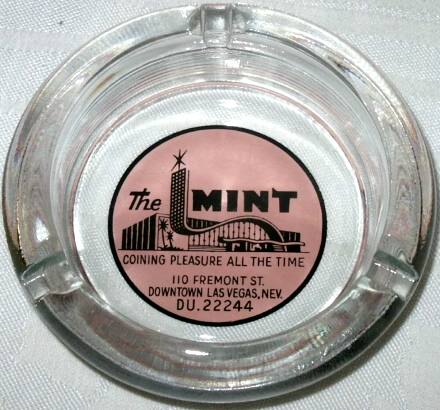 The MINT
COINING PLEASURE ALL THE TIME
110 FREMONT ST.
DOWNTOWN LAS VEGAS, NEV.
DU. 22244